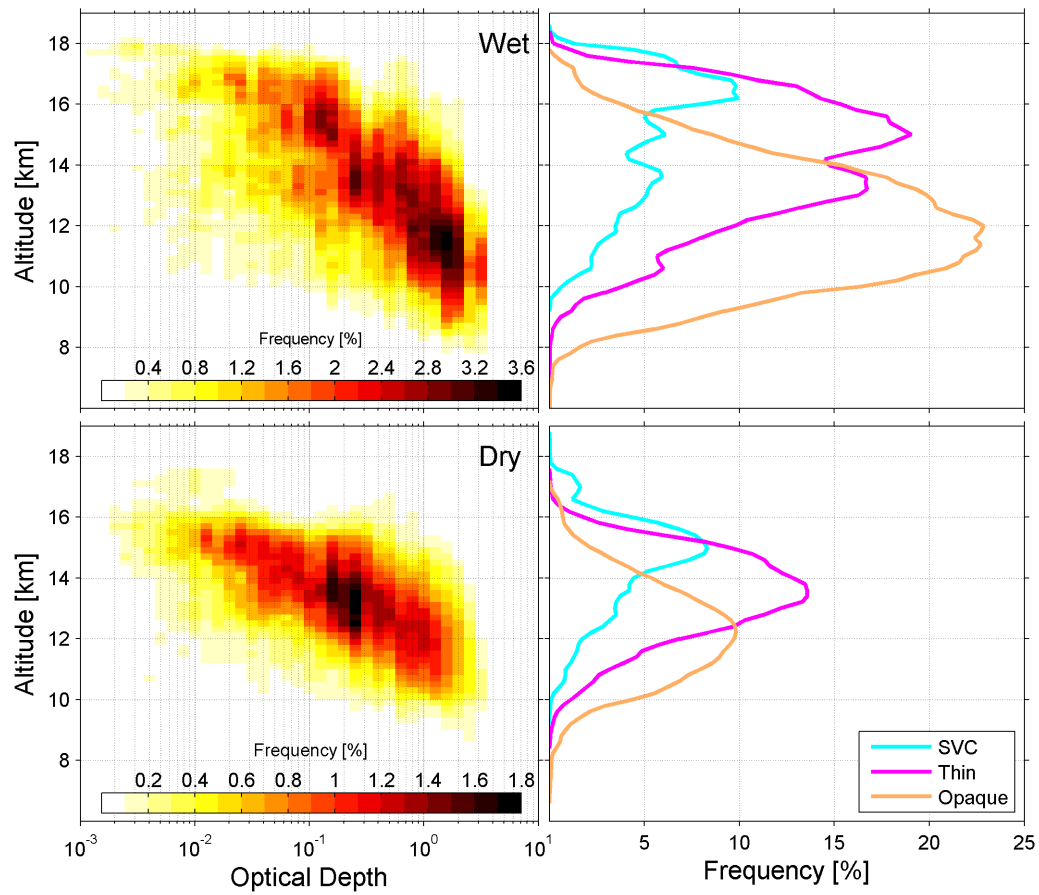 Wet
18
16
14
12
10
8
Altitude [km]
Frequency [%]
0.4 0.8 1.2 1.6 2 2.4 2.8 3.2 3.6
Dry
18
16
14
12
10
8
Altitude [km]
Frequency [%]
0.2 0.4 0.6 0.8 1 1.2 1.4 1.6 1.8
10-3 10-2 10-1 100 101
Optical Depth
SVC
Thin
Opaque
5 10 15 20 25
Frequency [%]